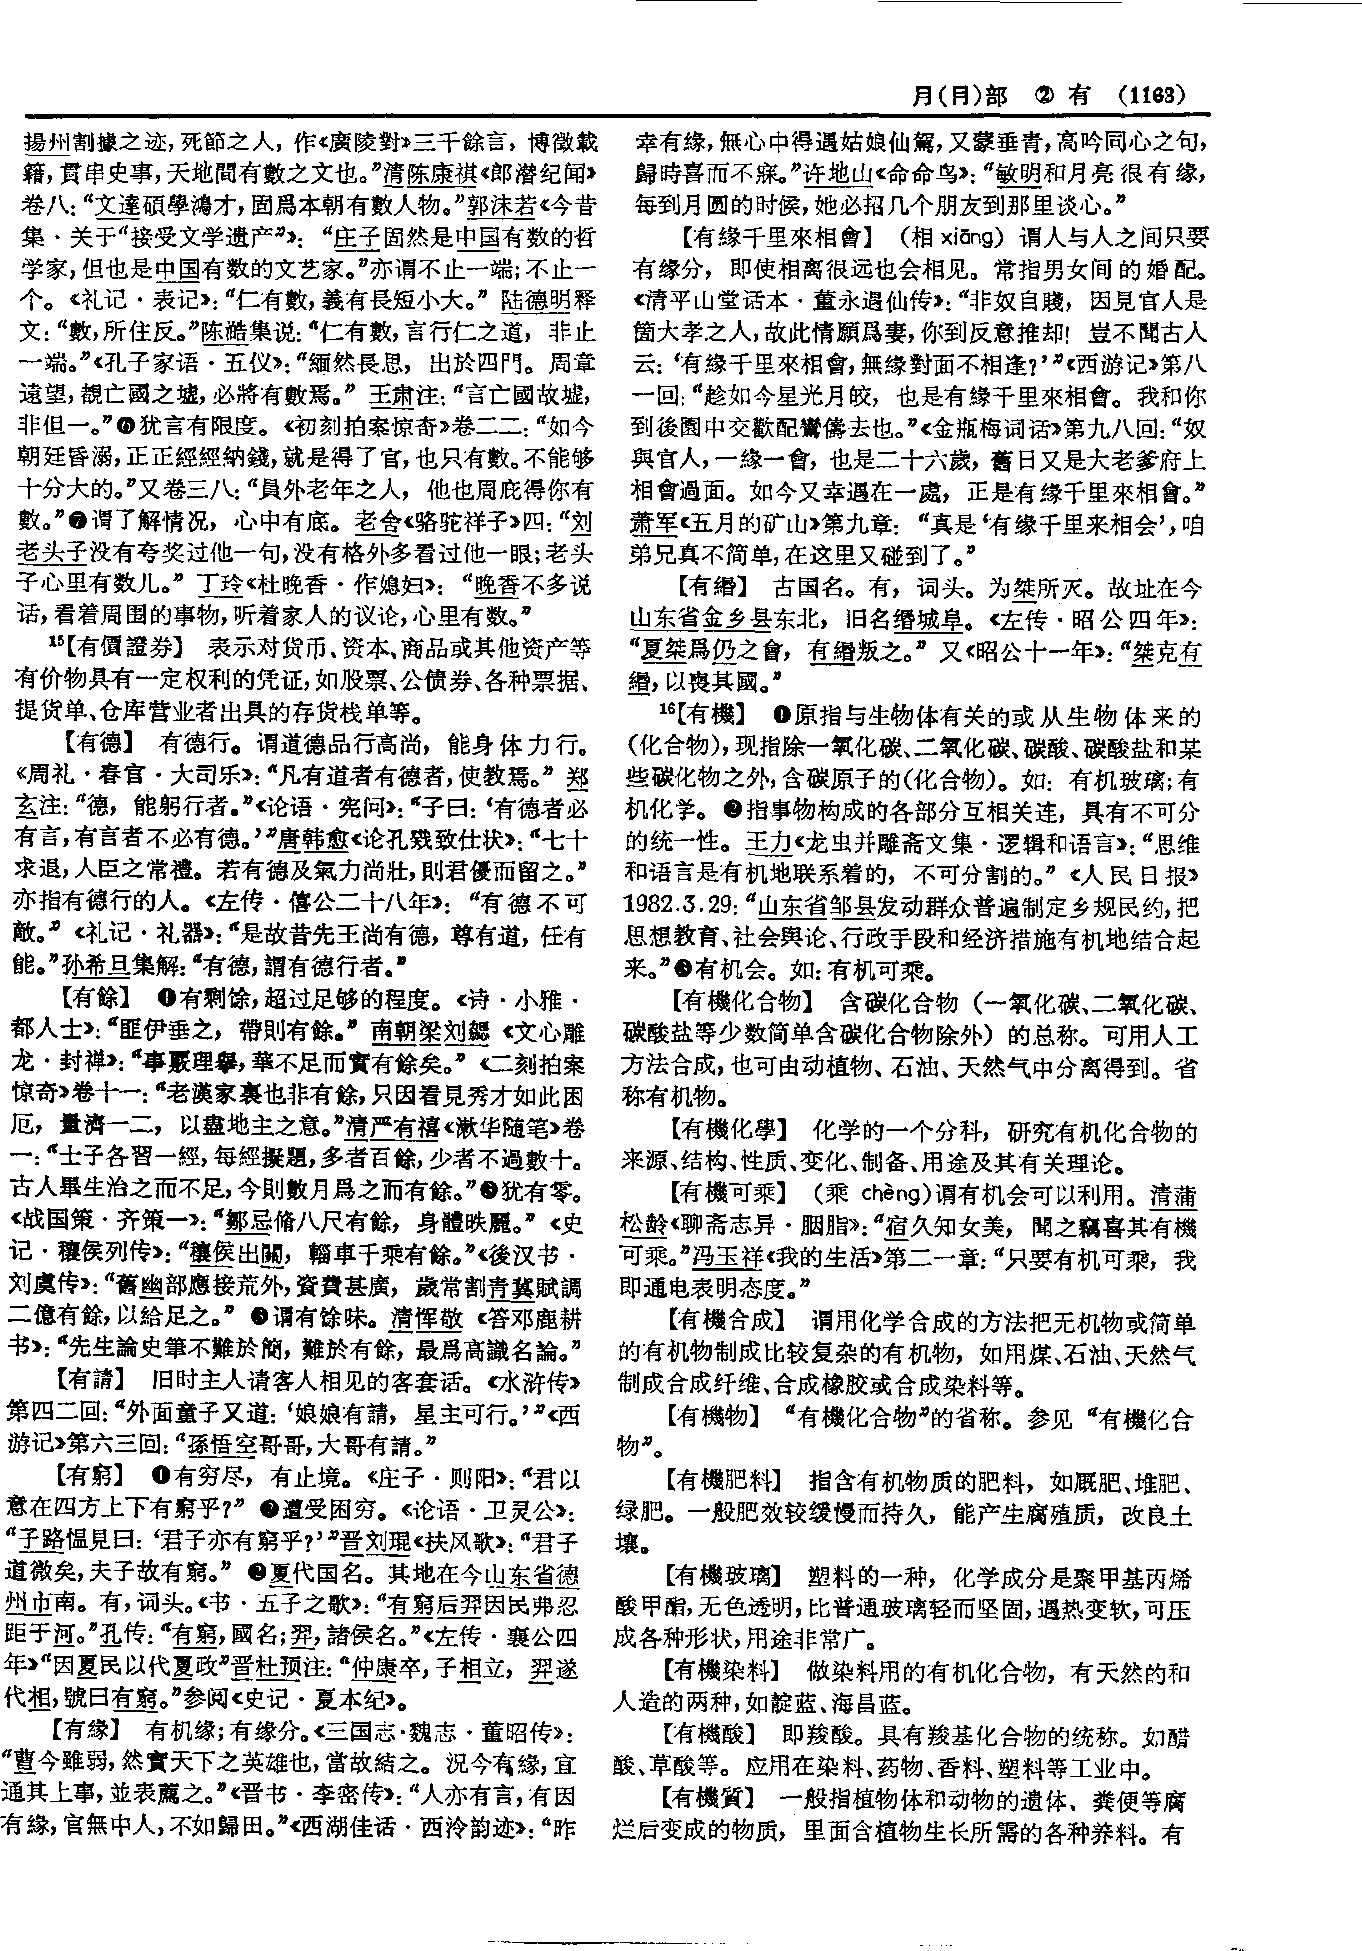 月(月)部 ② 有 (1163)
揚州割據之迹，死節之人，作《廣陵對》三千餘言，博徵載
籍，貫串史事，天地間有數之文也。”清陈康祺《郎潜纪闻》
卷八：“文達碩學鴻才，固爲本朝有數人物。”郭沫若《今昔
集·关于“接受文学遗产”》：“庄子固然是中国有数的哲
学家，但也是中国有数的文艺家。”亦谓不止一端；不止一
个。《礼记·表记》：“仁有數，義有長短小大。”陆德明释
文：“數，所住反。”陈澔集说：“仁有數，言行仁之道，非止
一端。”《孔子家语·五仪》：“緬然長思，出於四門。周章
遠望，覩亡國之墟，必將有數焉。”王肃注：“言亡國故墟，
非但一。”❻犹言有限度。《初刻拍案惊奇》卷二二：“如今
朝廷昏溺，正正經經納錢，就是得了官，也只有數。不能够
十分大的。”又卷三八：“員外老年之人，他也周庇得你有
數。”❼谓了解情况，心中有底。老舍《骆驼祥子》四：“刘
老头子没有夸奖过他一句，没有格外多看过他一眼；老头
子心里有数儿。”丁玲《杜晚香·作媳妇》：“晚香不多说
话，看着周围的事物，听着家人的议论，心里有数。”
15【有價證券】 表示对货币、资本、商品或其他资产等
有价物具有一定权利的凭证，如股票、公债券、各种票据、
提货单、仓库营业者出具的存货栈单等。
【有德】 有德行。谓道德品行高尚，能身体力行。
《周礼·春官·大司乐》：“凡有道者有德者，使教焉。”郑
玄注：“德，能躬行者。”《论语·宪问》：“子曰：‘有德者必
有言，有言者不必有德。’”唐韩愈《论孔戣致仕状》：“七十
求退，人臣之常禮。若有德及氣力尚壯，則君優而留之。”
亦指有德行的人。《左传·僖公二十八年》：“有德不可
敵。”《礼记·礼器》：“是故昔先王尚有德，尊有道，任有
能。”孙希旦集解：“有德，謂有德行者。”
【有餘】 ❶有剩馀，超过足够的程度。《诗·小雅·
都人士》：“匪伊垂之，帶則有餘。”南朝梁刘勰《文心雕
龙·封禅》：“事覈理舉，華不足而實有餘矣。”《二刻拍案
惊奇》卷十一：“老漢家裏也非有餘，只因看見秀才如此困
厄，量濟一二，以盡地主之意。”清严有禧《漱华随笔》卷
一：“士子各習一經，每經擬題，多者百餘，少者不過數十。
古人畢生治之而不足，今則數月爲之而有餘。”❷犹有零。
《战国策·齐策一》：“鄒忌脩八尺有餘，身體昳麗。”《史
记·穰侯列传》：“穰侯出關，輜車千乘有餘。”《後汉书·
刘虞传》：“舊幽部應接荒外，資費甚廣，歲常割青冀賦調
二億有餘，以給足之。”❸谓有馀味。清恽敬《答邓鹿耕
书》：“先生論史筆不難於簡，難於有餘，最爲高識名論。”
【有請】 旧时主人请客人相见的客套话。《水浒传》
第四二回：“外面童子又道：‘娘娘有請，星主可行。’”《西
游记》第六三回：“孫悟空哥哥，大哥有請。”
【有窮】 ❶有穷尽，有止境。《庄子·则阳》：“君以
意在四方上下有窮乎？”❷遭受困穷。《论语·卫灵公》：
“子路愠見曰：‘君子亦有窮乎？’”晋刘琨《扶风歌》：“君子
道微矣，夫子故有窮。”❸夏代国名。其地在今山东省德
州市南。有，词头。《书·五子之歌》：“有窮后羿因民弗忍
距于河。”孔传：“有窮，國名；羿，諸侯名。”《左传·襄公四
年》“因夏民以代夏政”晋杜预注：“仲康卒，子相立，羿遂
代相，號曰有窮。”参阅《史记·夏本纪》。
【有緣】 有机缘；有缘分。《三国志·魏志·董昭传》：
“曹今雖弱，然實天下之英雄也，當故結之。況今有緣，宜
通其上事，並表薦之。”《晋书·李密传》：“人亦有言，有因
有緣，官無中人，不如歸田。”《西湖佳话·西泠韵迹》：“昨
幸有缘，無心中得遇姑娘仙駕，又蒙垂青，高吟同心之句，
歸時喜而不寐。”许地山《命命鸟》：“敏明和月亮很有缘，
每到月圆的时候，她必招几个朋友到那里谈心。”
【有緣千里來相會】 （相 xiāng）谓人与人之间只要
有缘分，即使相离很远也会相见。常指男女间的婚配。
《清平山堂话本·董永遇仙传》：“非奴自賤，因見官人是
箇大孝之人，故此情願爲妻，你到反意推却！豈不聞古人
云：‘有緣千里來相會，無緣對面不相逢？’”《西游记》第八
一回：“趁如今星光月皎，也是有緣千里來相會。我和你
到後園中交歡配鸞儔去也。”《金瓶梅词话》第九八回：“奴
與官人，一緣一會，也是二十六歲，舊日又是大老爹府上
相會過面。如今又幸遇在一處，正是有緣千里來相會。”
萧军《五月的矿山》第九章：“真是‘有缘千里来相会’，咱
弟兄真不简单，在这里又碰到了。”
【有緡】 古国名。有，词头。为桀所灭。故址在今
山东省金乡县东北，旧名缗城阜。《左传·昭公四年》：
“夏桀爲仍之會，有緡叛之。”又《昭公十一年》：“桀克有
緡，以喪其國。”
16【有機】 ❶原指与生物体有关的或从生物体来的
（化合物），现指除一氧化碳、二氧化碳、碳酸、碳酸盐和某
些碳化物之外，含碳原子的（化合物）。如：有机玻璃；有
机化学。❷指事物构成的各部分互相关连，具有不可分
的统一性。王力《龙虫并雕斋文集·逻辑和语言》：“思维
和语言是有机地联系着的，不可分割的。”《人民日报》
1982.3.29：“山东省邹县发动群众普遍制定乡规民约，把
思想教育、社会舆论、行政手段和经济措施有机地结合起
来。”❸有机会。如：有机可乘。
【有機化合物】 含碳化合物（一氧化碳、二氧化碳、
碳酸盐等少数简单含碳化合物除外）的总称。可用人工
方法合成，也可由动植物、石油、天然气中分离得到。省
称有机物。
【有機化學】 化学的一个分科，研究有机化合物的
来源、结构、性质、变化、制备、用途及其有关理论。
【有機可乘】 （乘 chèng）谓有机会可以利用。清蒲
松龄《聊斋志异·胭脂》：“宿久知女美，聞之竊喜其有機
可乘。”冯玉祥《我的生活》第二一章：“只要有机可乘，我
即通电表明态度。”
【有機合成】 谓用化学合成的方法把无机物或简单
的有机物制成比较复杂的有机物，如用煤、石油、天然气
制成合成纤维、合成橡胶或合成染料等。
【有機物】 “有機化合物”的省称。参见“有機化合
物”。
【有機肥料】 指含有机物质的肥料，如厩肥、堆肥、
绿肥。一般肥效较缓慢而持久，能产生腐殖质，改良土
壤。
【有機玻璃】 塑料的一种，化学成分是聚甲基丙烯
酸甲酯，无色透明，比普通玻璃轻而坚固，遇热变软，可压
成各种形状，用途非常广。
【有機染料】 做染料用的有机化合物，有天然的和
人造的两种，如靛蓝、海昌蓝。
【有機酸】 即羧酸。具有羧基化合物的统称。如醋
酸、草酸等。应用在染料、药物、香料、塑料等工业中。
【有機質】 一般指植物体和动物的遗体、粪便等腐
烂后变成的物质，里面含植物生长所需的各种养料。有